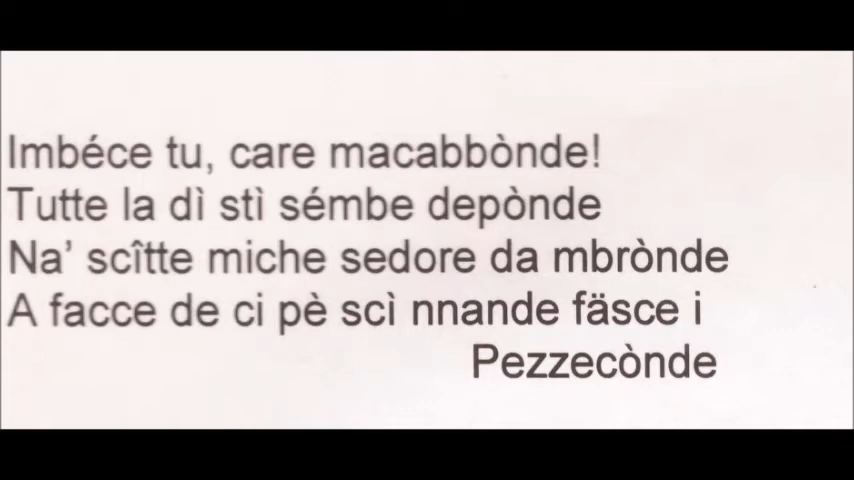 Imbéce tu, care macabbònde!
Tutte la dì stì sémbe depònde
Na’ scîtte miche sedore da mbrònde
A facce de ci pè scì nnande fäsce i
Pezzecònde